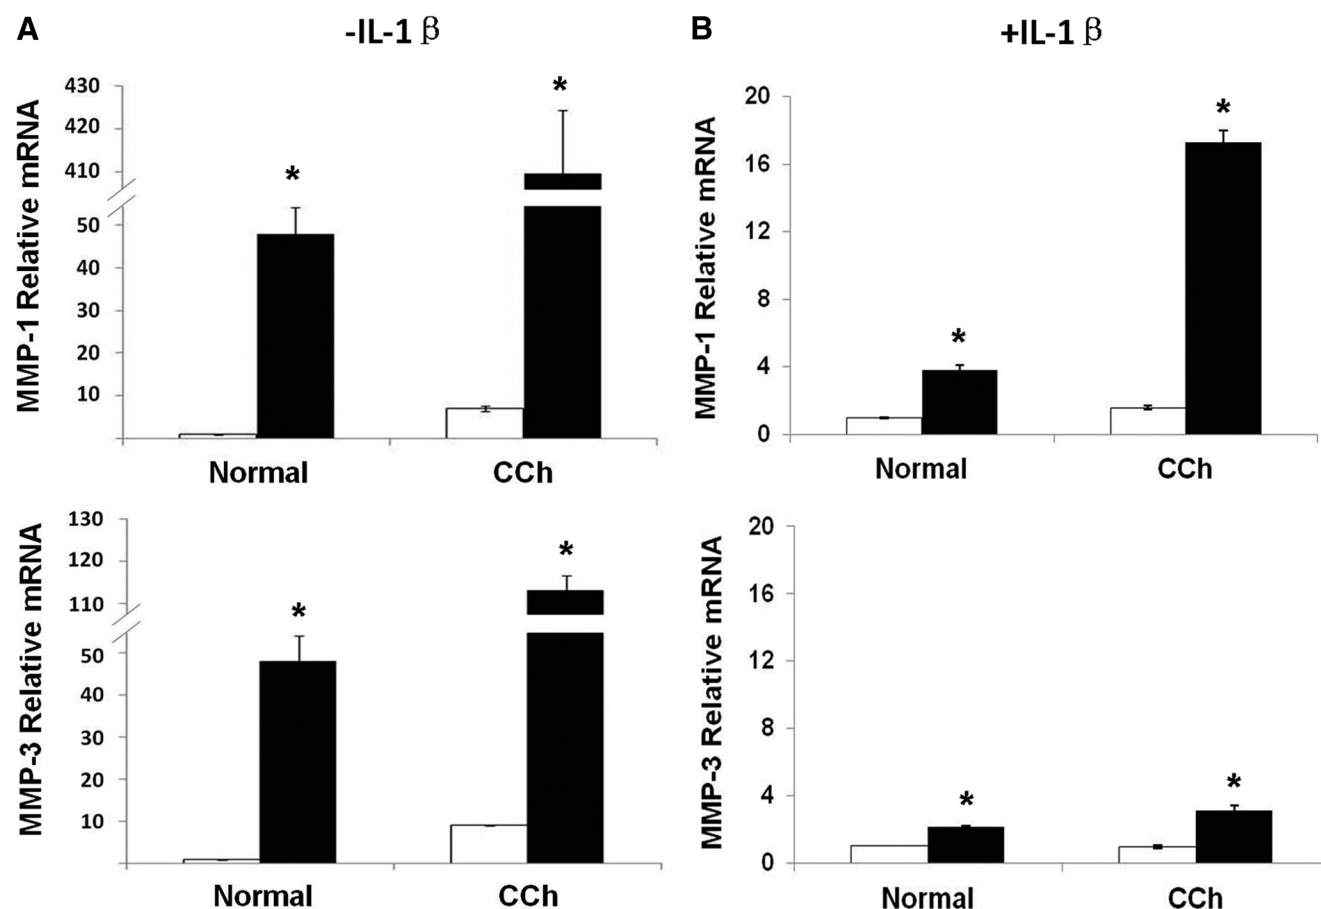 A
-IL-1 β
MMP-1 Relative mRNA
430
420
410
50
40
30
20
10
*
*
Normal
CCh
B
+IL-1 β
MMP-1 Relative mRNA
20
16
12
8
4
0
*
*
Normal
CCh
MMP-3 Relative mRNA
130
120
110
50
40
30
20
10
*
*
Normal
CCh
MMP-3 Relative mRNA
20
16
12
8
4
0
*
*
Normal
CCh